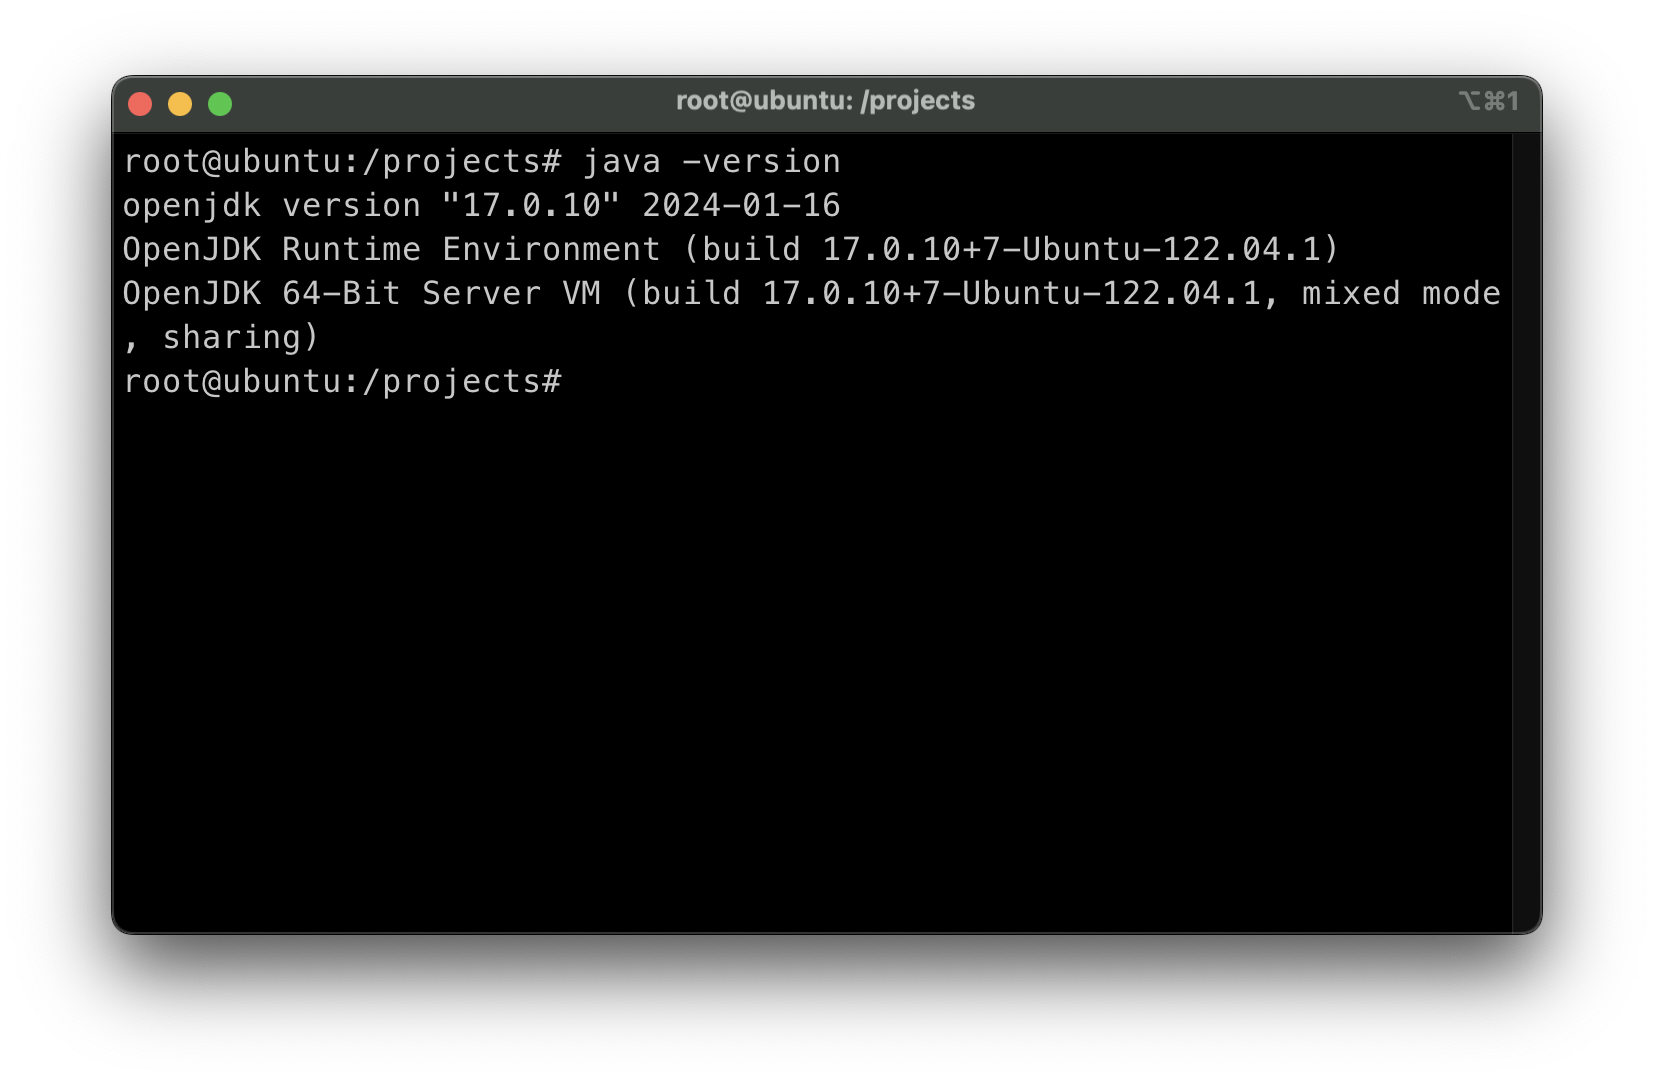 root@ubuntu: /projects
⌥⌘1
root@ubuntu:/projects# java -version
openjdk version "17.0.10" 2024-01-16
OpenJDK Runtime Environment (build 17.0.10+7-Ubuntu-122.04.1)
OpenJDK 64-Bit Server VM (build 17.0.10+7-Ubuntu-122.04.1, mixed mode
, sharing)
root@ubuntu:/projects#